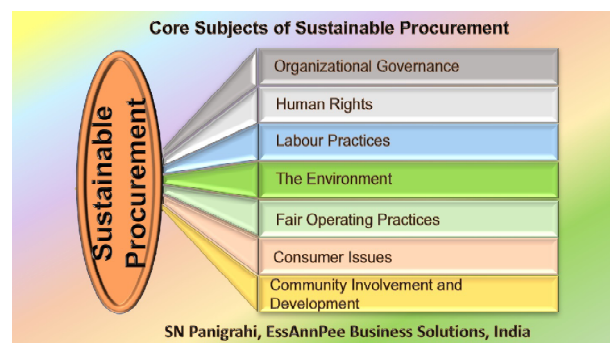 Core Subjects of Sustainable Procurement
Sustainable
Procurement
Organizational Governance
Human Rights
Labour Practices
The Environment
Fair Operating Practices
Consumer Issues
Community Involvement and
Development
SN Panigrahi, EssAnnPee Business Solutions, India